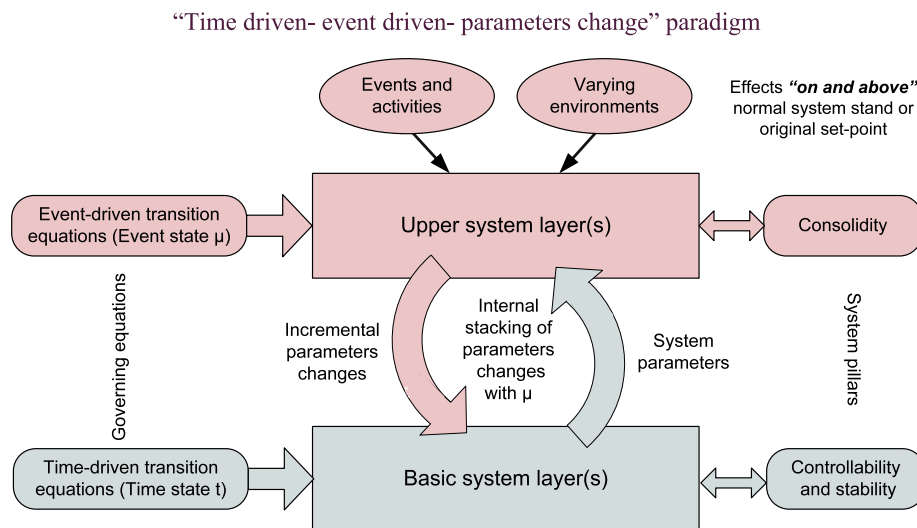 “Time driven- event driven- parameters change” paradigm
Events and
activities
Varying
environments
Effects “on and above”
normal system stand or
original set-point
Event-driven transition
equations (Event state μ)
Upper system layer(s)
Consolidity
Governing equations
Incremental
parameters
changes
Internal
stacking of
parameters
changes
with μ
System
parameters
System pillars
Time-driven transition
equations (Time state t)
Basic system layer(s)
Controllability
and stability